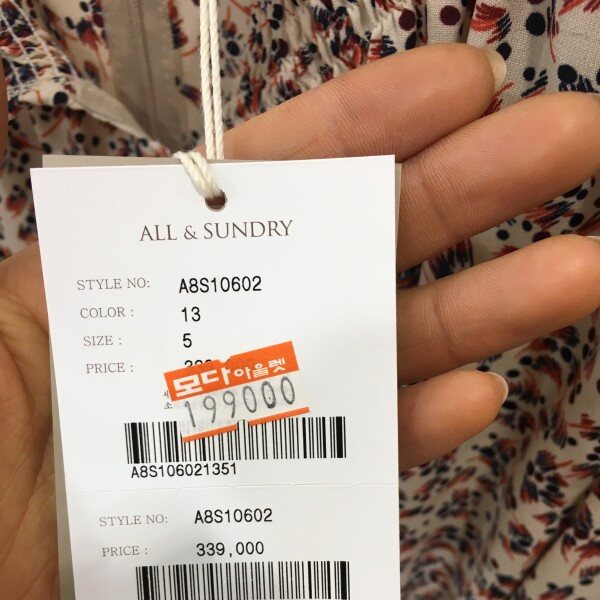 ALL & SUNDRY
STYLE NO: A8S10602
COLOR : 13
SIZE : 5
PRICE :
모다아울렛
199000
A8S106021351
STYLE NO: A8S10602
PRICE : 339,000